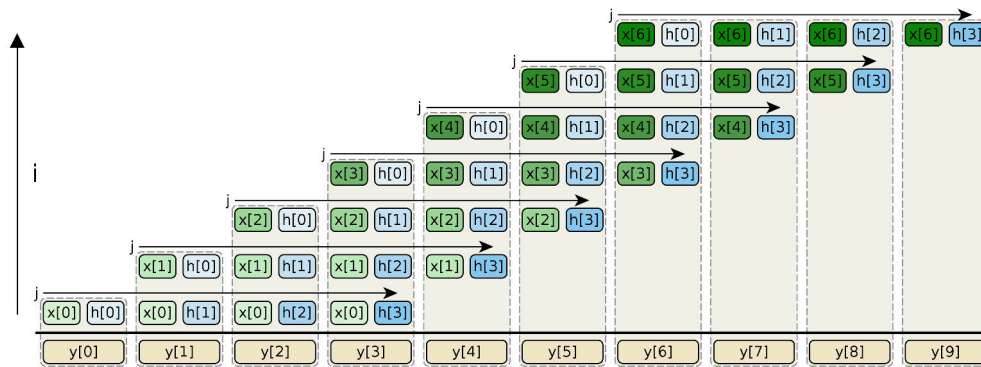 j
x[6] h[0] x[6] h[1] x[6] h[2] x[6] h[3]
j
x[5] h[0] x[5] h[1] x[5] h[2] x[5] h[3]
j
x[4] h[0] x[4] h[1] x[4] h[2] x[4] h[3]
j
i
x[3] h[0] x[3] h[1] x[3] h[2] x[3] h[3]
j
x[2] h[0] x[2] h[1] x[2] h[2] x[2] h[3]
j
x[1] h[0] x[1] h[1] x[1] h[2] x[1] h[3]
j
x[0] h[0] x[0] h[1] x[0] h[2] x[0] h[3]
y[0] y[1] y[2] y[3] y[4] y[5] y[6] y[7] y[8] y[9]